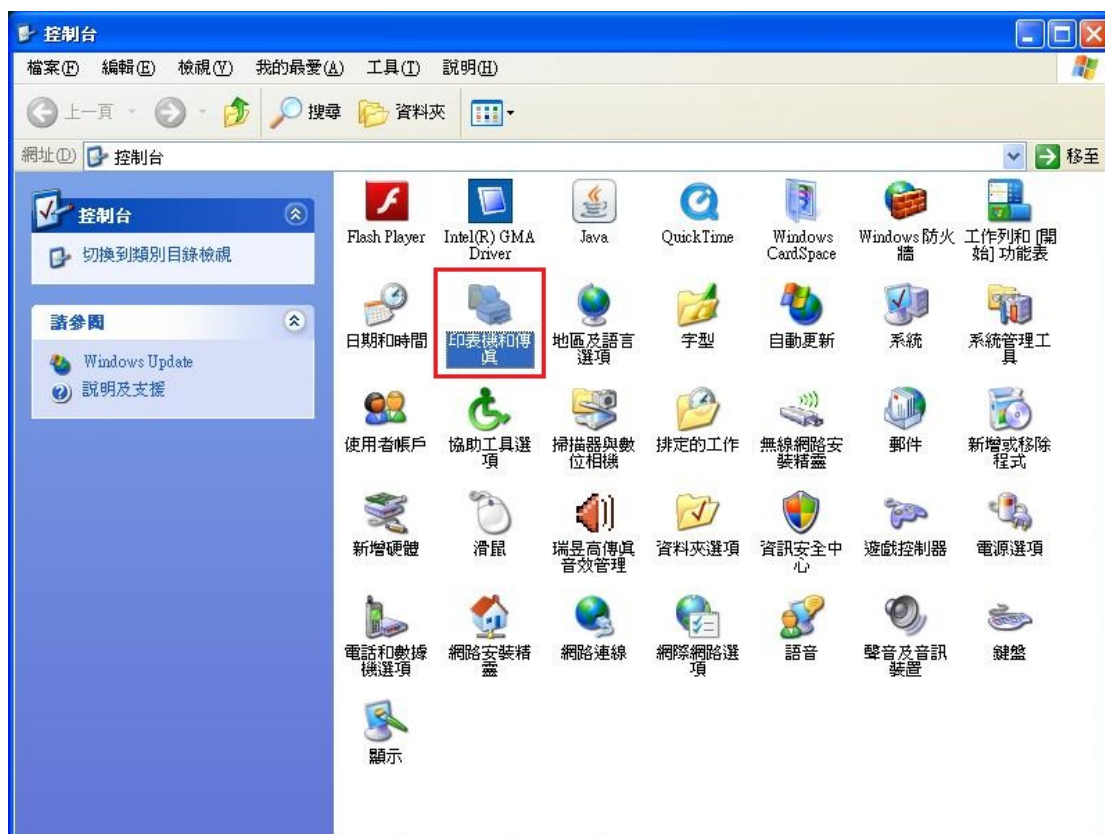 控制台
檔案(F) 編輯(E) 檢視(V) 我的最愛(A) 工具(T) 說明(H)
上一頁 搜尋 資料夾
網址(D) 控制台 移至
控制台
切換到類別目錄檢視
請參閱
Windows Update
說明及支援
Flash Player
Intel(R) GMA
Driver
Java
QuickTime
Windows
CardSpace
Windows 防火
牆
工作列和 [開
始] 功能表
日期和時間
印表機和傳
真
地區及語言
選項
字型
自動更新
系統
系統管理工
具
使用者帳戶
協助工具選
項
掃描器與數
位相機
排定的工作
無線網路安
裝精靈
郵件
新增或移除
程式
新增硬體
滑鼠
瑞昱高傳真
音效管理
資料夾選項
資訊安全中
心
遊戲控制器
電源選項
電話和數據
機選項
網路安裝精
靈
網路連線
網際網路選
項
語音
聲音及音訊
裝置
鍵盤
顯示